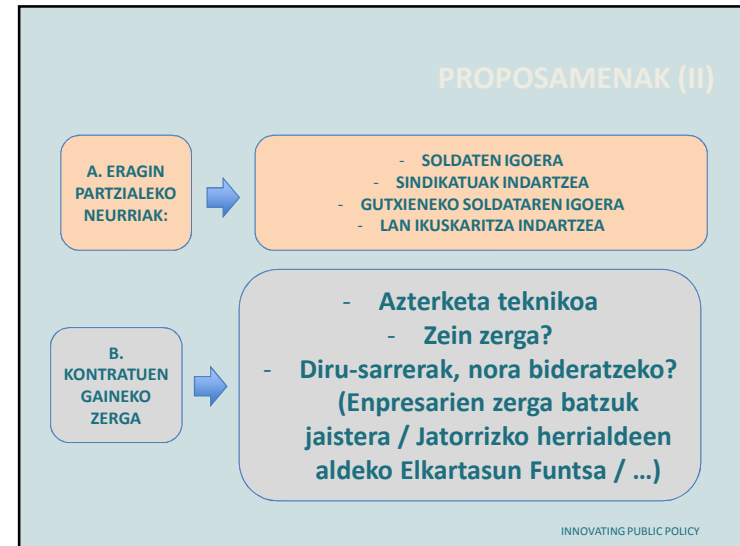 PROPOSAMENAK (II)
A. ERAGIN
PARTZIALEKO
NEURRIAK:
- SOLDATEN IGOERA
- SINDIKATUAK INDARTZEA
- GUTXIENEKO SOLDATAREN IGOERA
- LAN IKUSKARITZA INDARTZEA
B.
KONTRATUEN
GAINEKO
ZERGA
- Azterketa teknikoa
- Zein zerga?
- Diru-sarrerak, nora bideratzeko?
(Enpresarien zerga batzuk
jaistera / Jatorrizko herrialdeen
aldeko Elkartasun Funtsa / ...)
INNOVATING PUBLIC POLICY